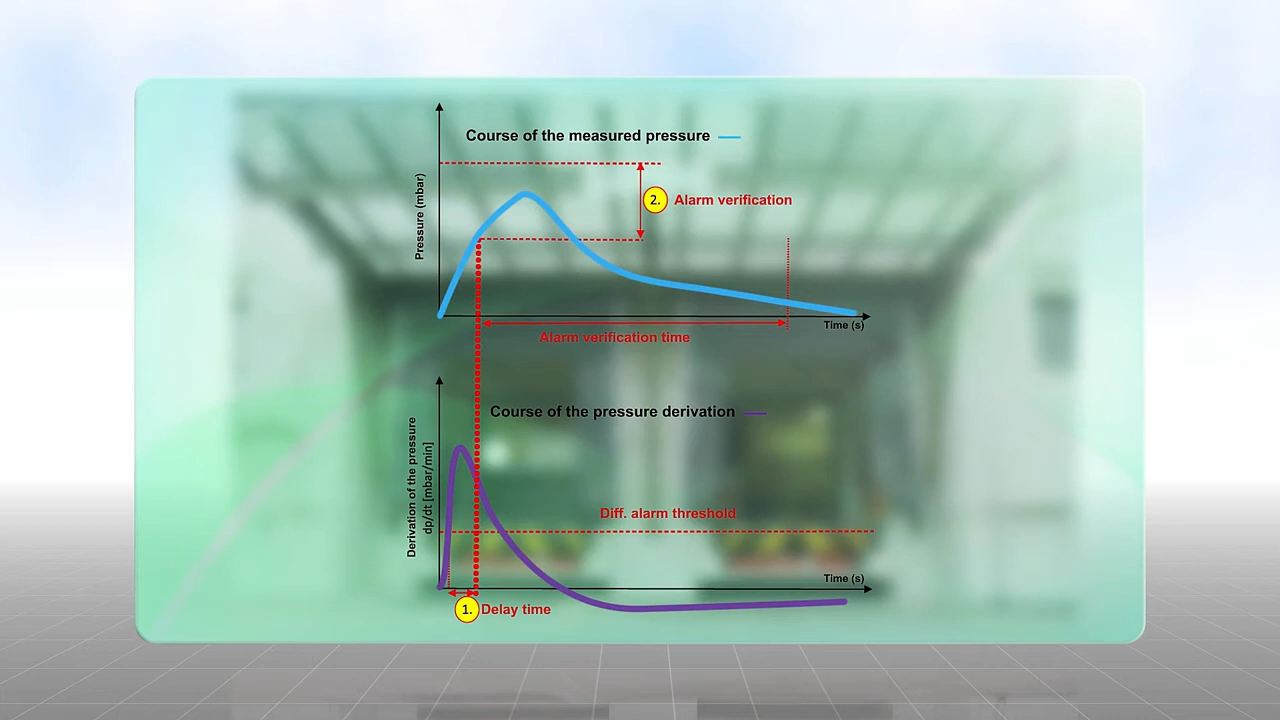 Course of the measured pressure
Pressure (mbar)
2. Alarm verification
Time (s)
Alarm verification time
Course of the pressure derivation
Derivation of the pressure
dp/dt [mbar/min]
Diff. alarm threshold
Time (s)
1. Delay time